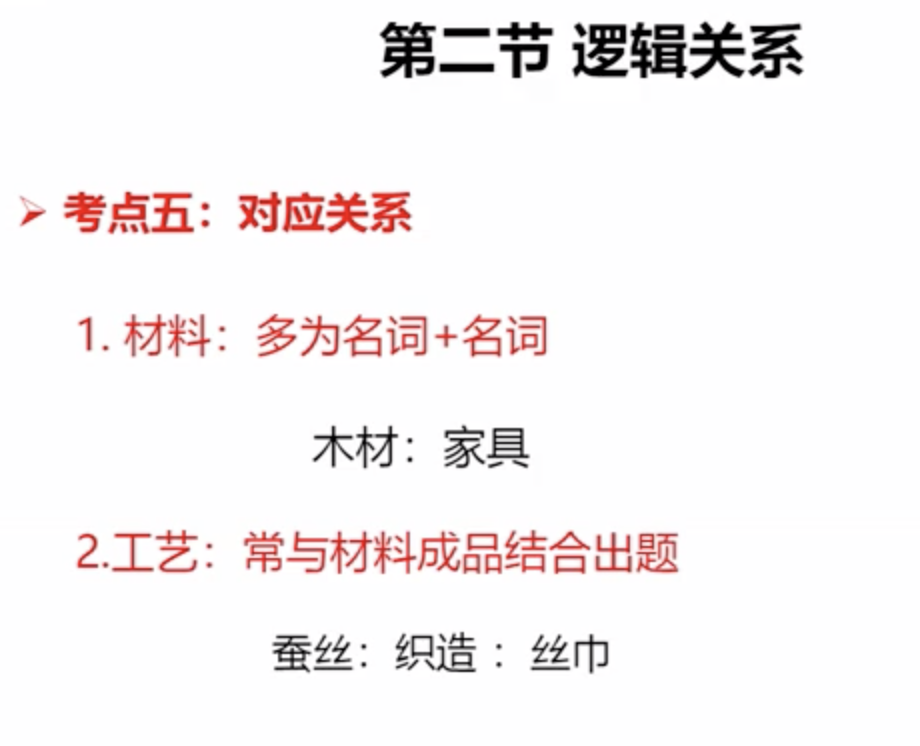 第二节 逻辑关系
➢ 考点五：对应关系
1. 材料：多为名词+名词
木材：家具
2.工艺：常与材料成品结合出题
蚕丝：织造 ：丝巾